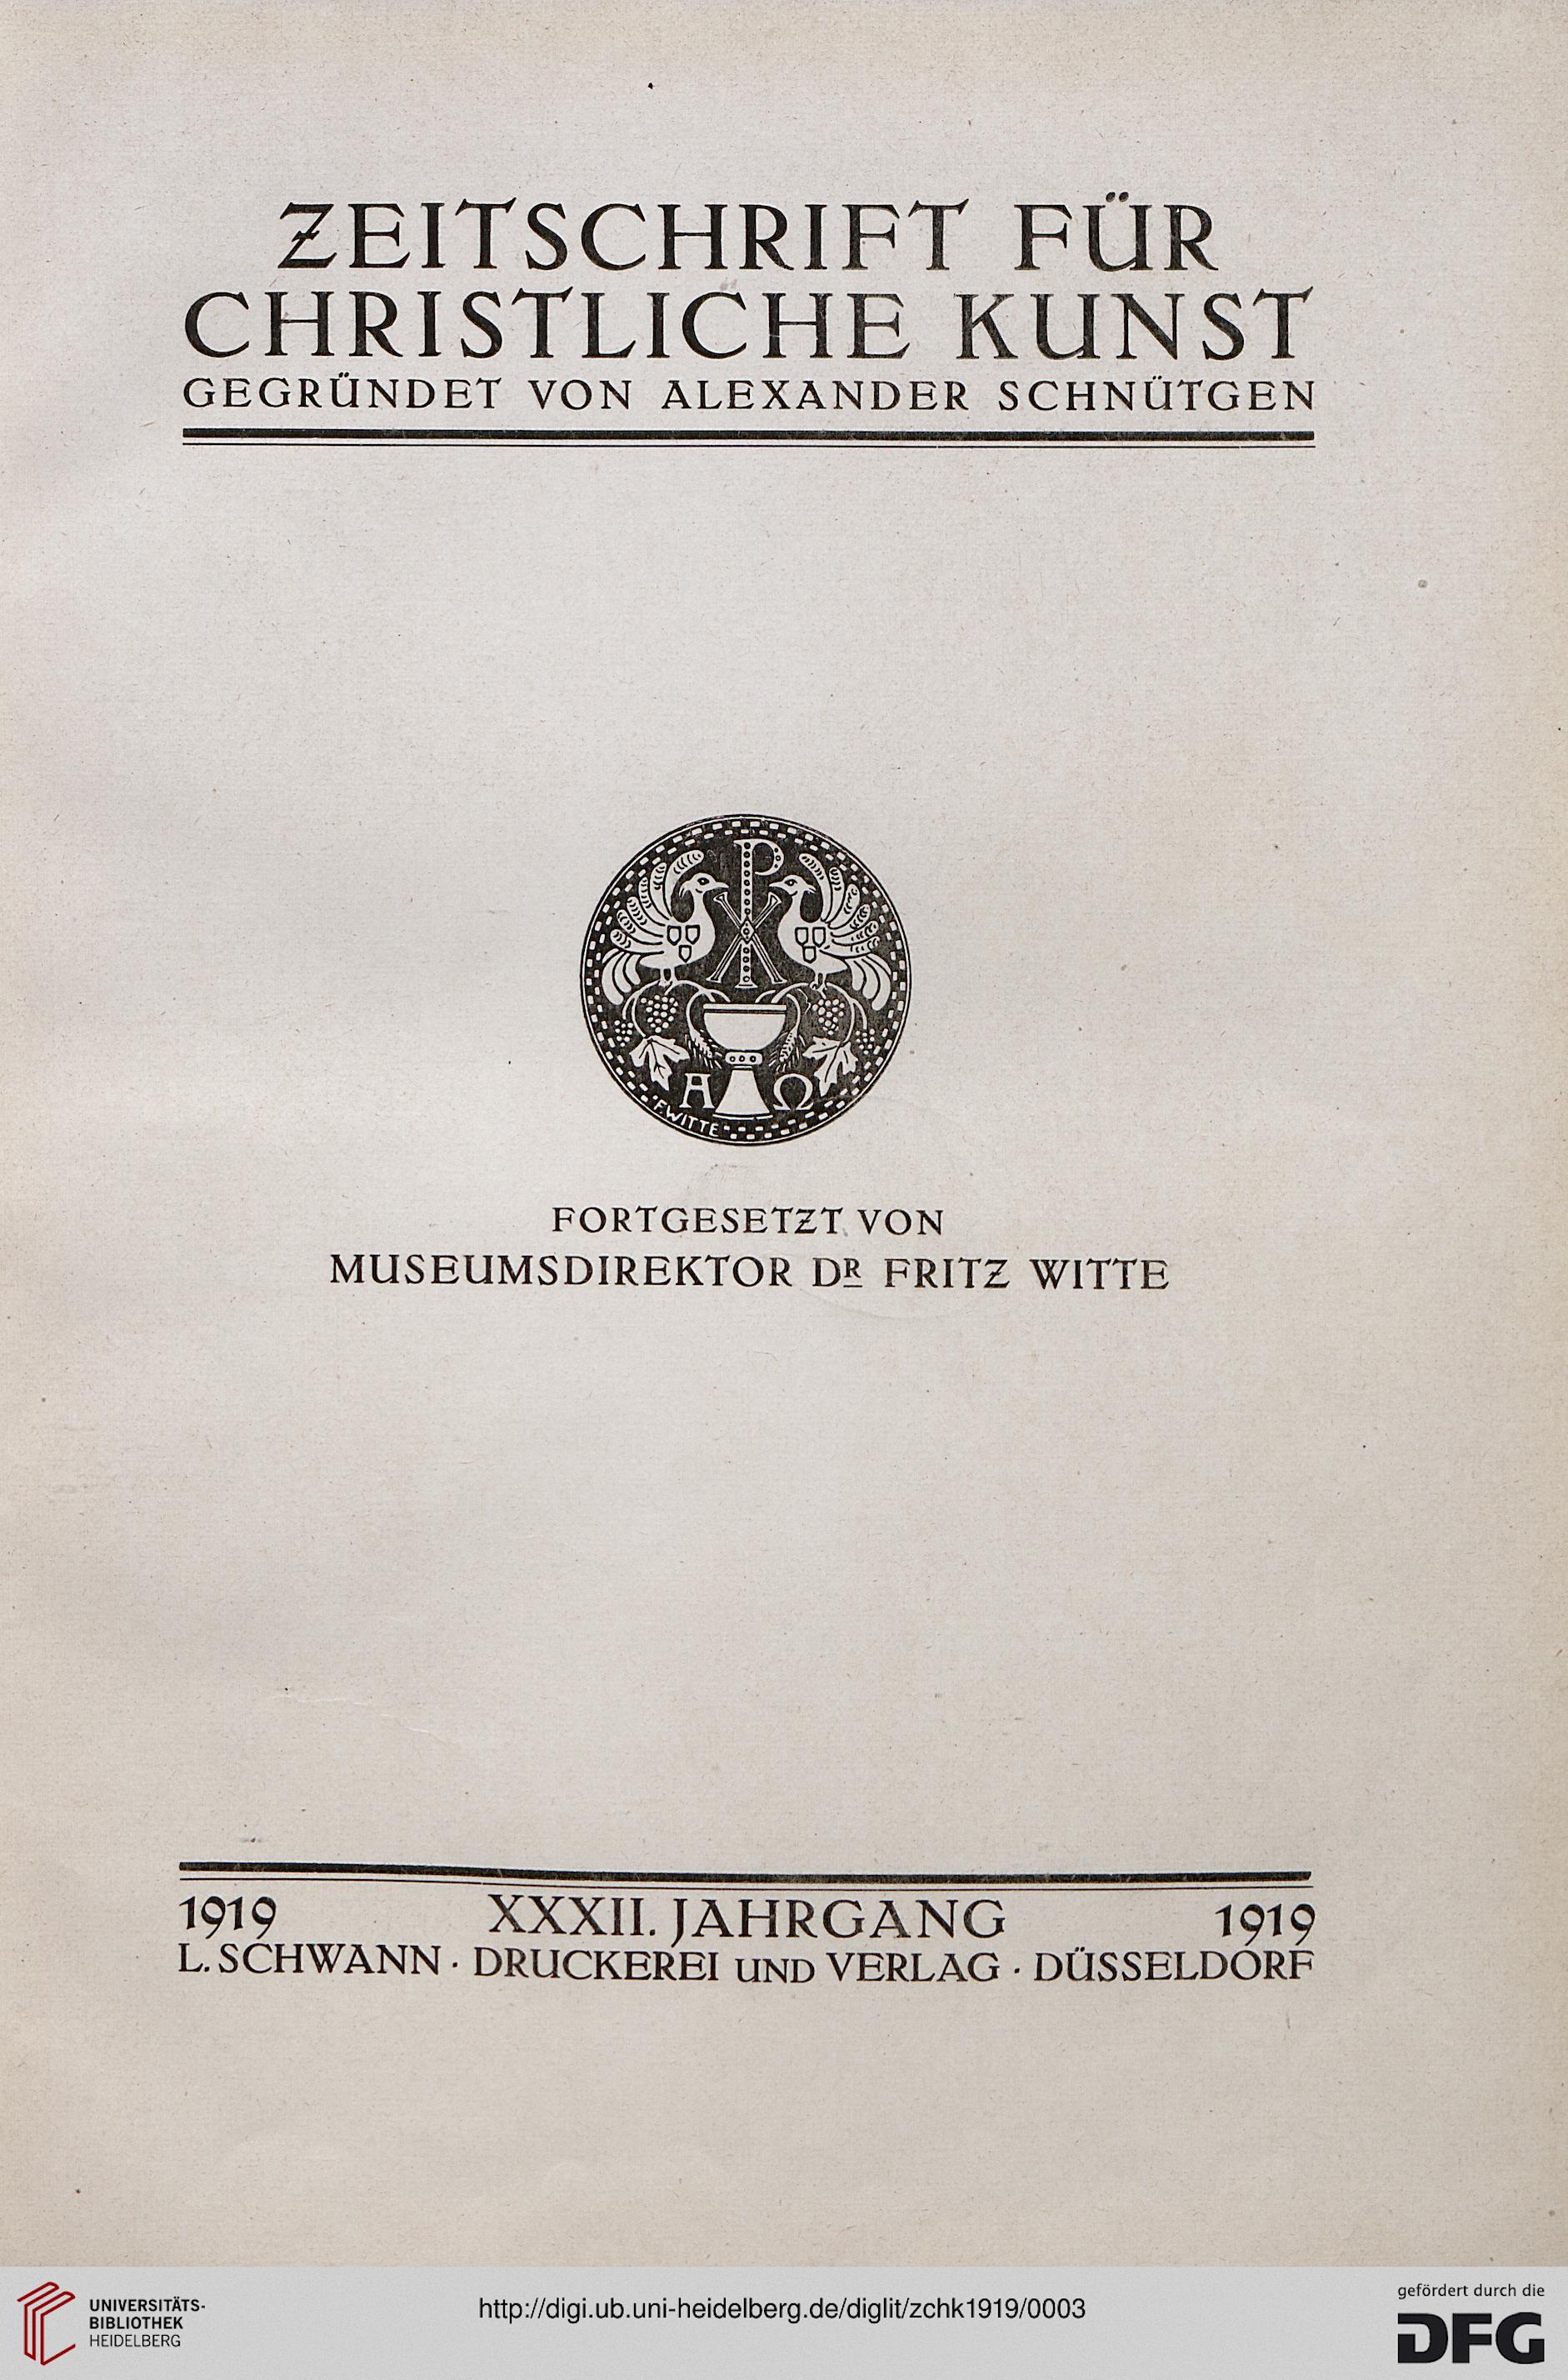 ZEITSCHRIFT FÜR
CHRISTLICHE KUNST
GEGRÜNDET VON ALEXANDER SCHNÜTGEN
P
X
A Ω
F WITTE
FORTGESETZT VON
MUSEUMSDIREKTOR DR FRITZ WITTE
1919 XXXII. JAHRGANG 1919
L. SCHWANN · DRUCKEREI UND VERLAG · DÜSSELDORF
UNIVERSITÄTS-
BIBLIOTHEK
HEIDELBERG
http://digi.ub.uni-heidelberg.de/diglit/zchk1919/0003
gefördert durch die
DFG